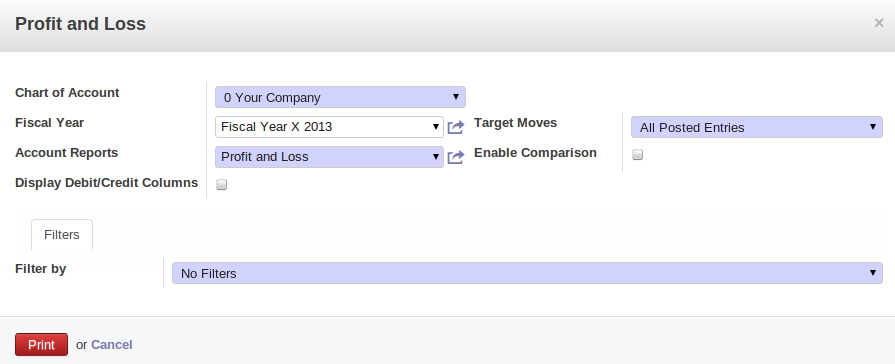 Profit and Loss ×
Chart of Account 0 Your Company
Fiscal Year Fiscal Year X 2013 Target Moves All Posted Entries
Account Reports Profit and Loss Enable Comparison
Display Debit/Credit Columns
Filters
Filter by No Filters
Print or Cancel